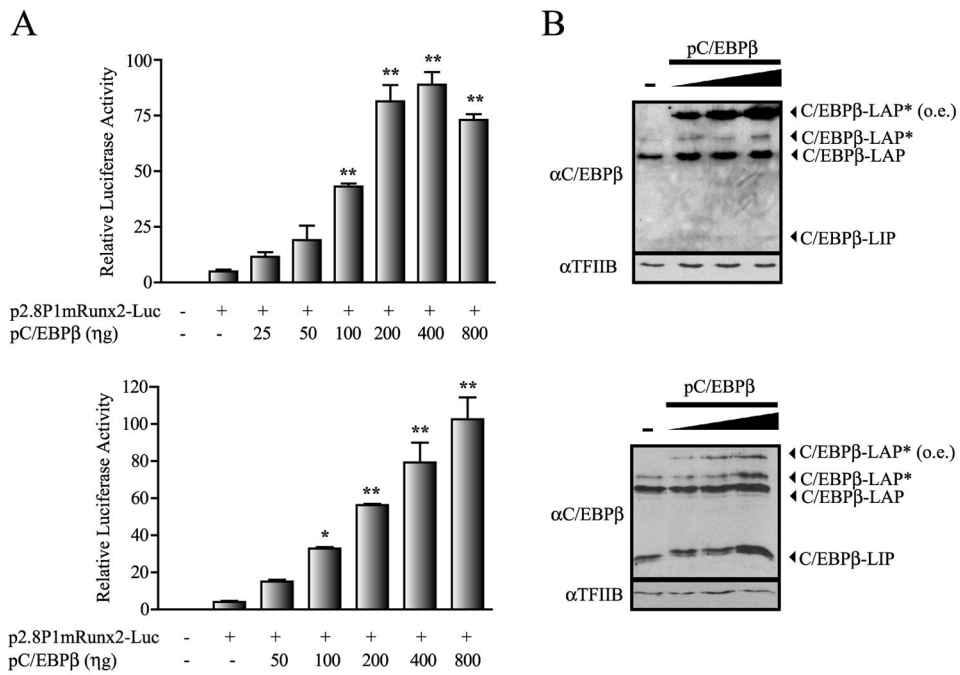 A
Relative Luciferase Activity
100
75
50
25
0
** ** ** **
p2.8P1mRunx2-Luc - + + + + + + +
pC/EBPβ (ηg) - - 25 50 100 200 400 800
B
pC/EBPβ
-
αC/EBPβ
C/EBPβ-LAP* (o.e.)
C/EBPβ-LAP*
C/EBPβ-LAP
C/EBPβ-LIP
αTFIIB
Relative Luciferase Activity
120
100
80
60
40
20
0
* ** ** **
p2.8P1mRunx2-Luc - + + + + + +
pC/EBPβ (ηg) - - 50 100 200 400 800
pC/EBPβ
-
αC/EBPβ
C/EBPβ-LAP* (o.e.)
C/EBPβ-LAP*
C/EBPβ-LAP
C/EBPβ-LIP
αTFIIB